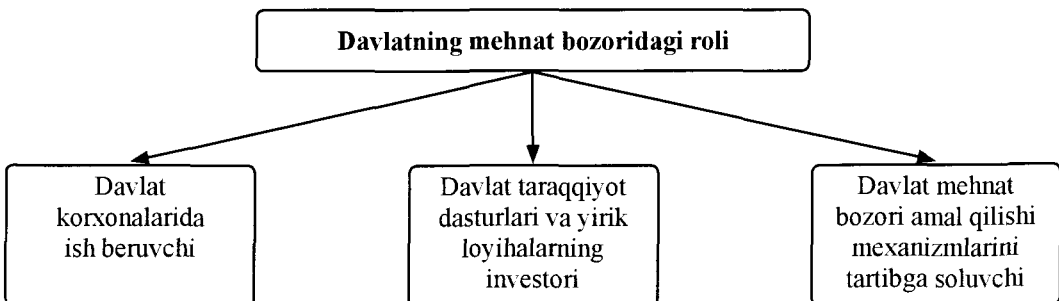 Davlatning mehnat bozoridagi roli
Davlat
korxonalarida
ish beruvchi
Davlat taraqqiyot
dasturlari va yirik
loyihalarning
investori
Davlat mehnat
bozori amal qilishi
mexanizmlarini
tartibga soluvchi